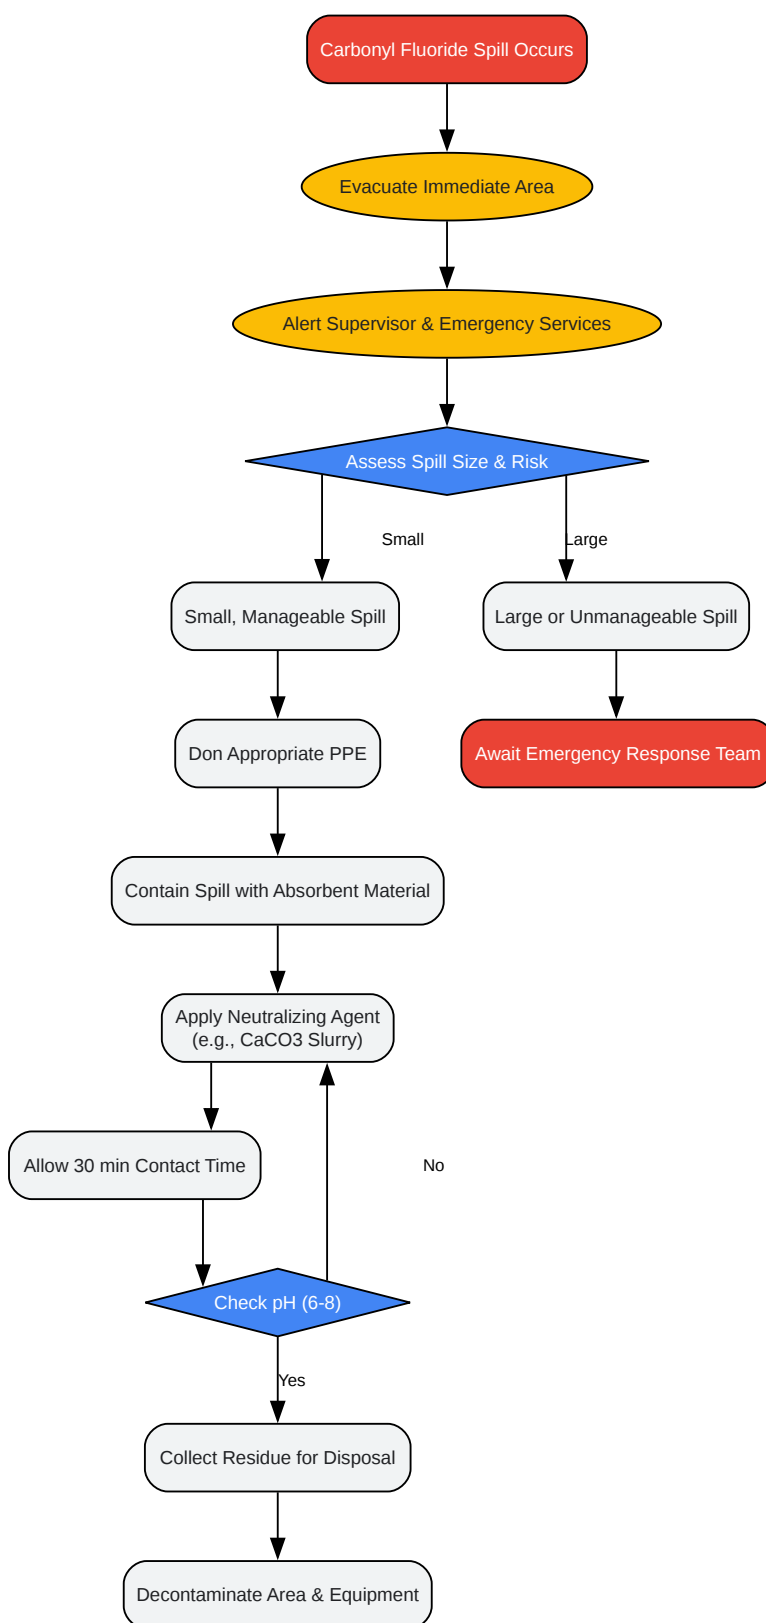 Carbonyl Fluoride Spill Occurs
Evacuate Immediate Area
Alert Supervisor & Emergency Services
Assess Spill Size & Risk
Small
Large
Small, Manageable Spill
Large or Unmanageable Spill
Don Appropriate PPE
Await Emergency Response Team
Contain Spill with Absorbent Material
Apply Neutralizing Agent
(e.g., CaCO3 Slurry)
Allow 30 min Contact Time
No
Check pH (6-8)
Yes
Collect Residue for Disposal
Decontaminate Area & Equipment